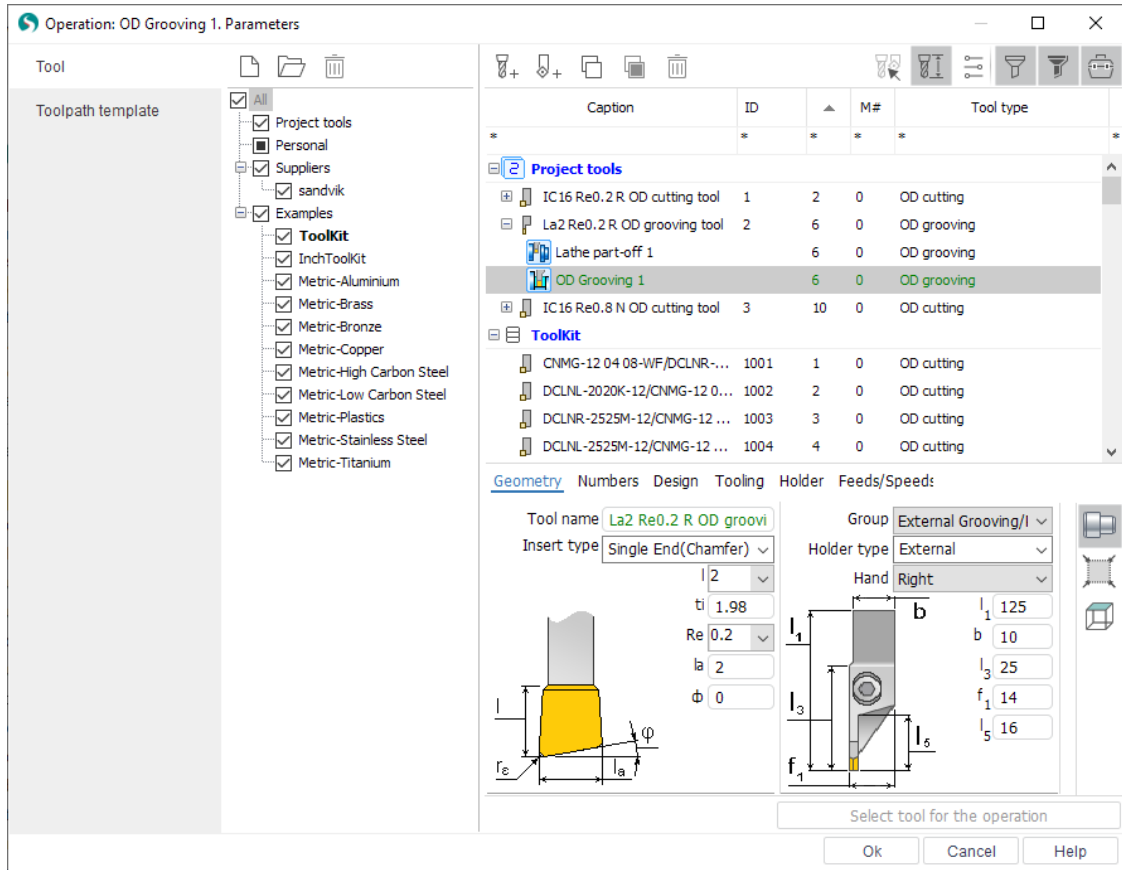 Operation: OD Grooving 1. Parameters
Tool
Toolpath template
All
Project tools
Personal
Suppliers
sandvik
Examples
ToolKit
InchToolKit
Metric-Aluminium
Metric-Brass
Metric-Bronze
Metric-Copper
Metric-High Carbon Steel
Metric-Low Carbon Steel
Metric-Plastics
Metric-Stainless Steel
Metric-Titanium
Caption ID M# Tool type
* * * * * *
Project tools
IC16 Re0.2 R OD cutting tool 1 2 0 OD cutting
La2 Re0.2 R OD grooving tool 2 6 0 OD grooving
Lathe part-off 1 6 0 OD grooving
OD Grooving 1 6 0 OD grooving
IC16 Re0.8 N OD cutting tool 3 10 0 OD cutting
ToolKit
CNMG-12 04 08-WF/DCLNR-... 1001 1 0 OD cutting
DCLNL-2020K-12/CNMG-12 0... 1002 2 0 OD cutting
DCLNR-2525M-12/CNMG-12 ... 1003 3 0 OD cutting
DCLNL-2525M-12/CNMG-12 ... 1004 4 0 OD cutting
Geometry Numbers Design Tooling Holder Feeds/Speeds
Tool name La2 Re0.2 R OD groovi
Insert type Single End(Chamfer)
l 2
ti 1.98
Re 0.2
la 2
ф 0
l
rε
la
φ
Group External Grooving/I
Holder type External
Hand Right
l1 125
b 10
l3 25
f1 14
l5 16
b
l1
l3
l5
f1
Select tool for the operation
Ok Cancel Help